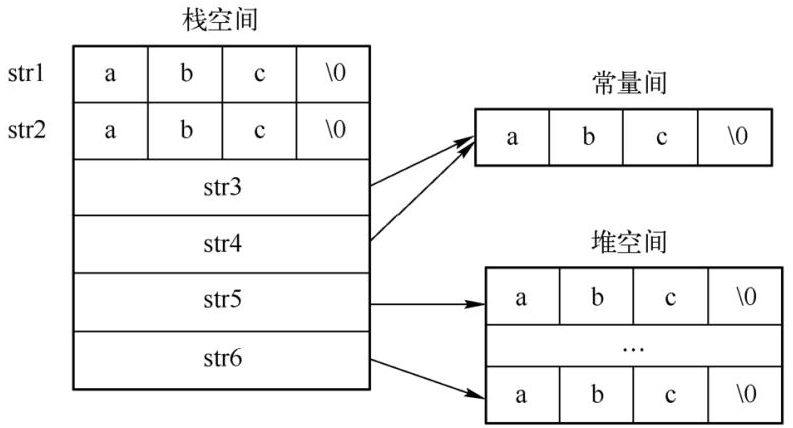 栈空间
str1 a b c \0
str2 a b c \0
str3
str4
str5
str6
常量间
a b c \0
堆空间
a b c \0
...
a b c \0